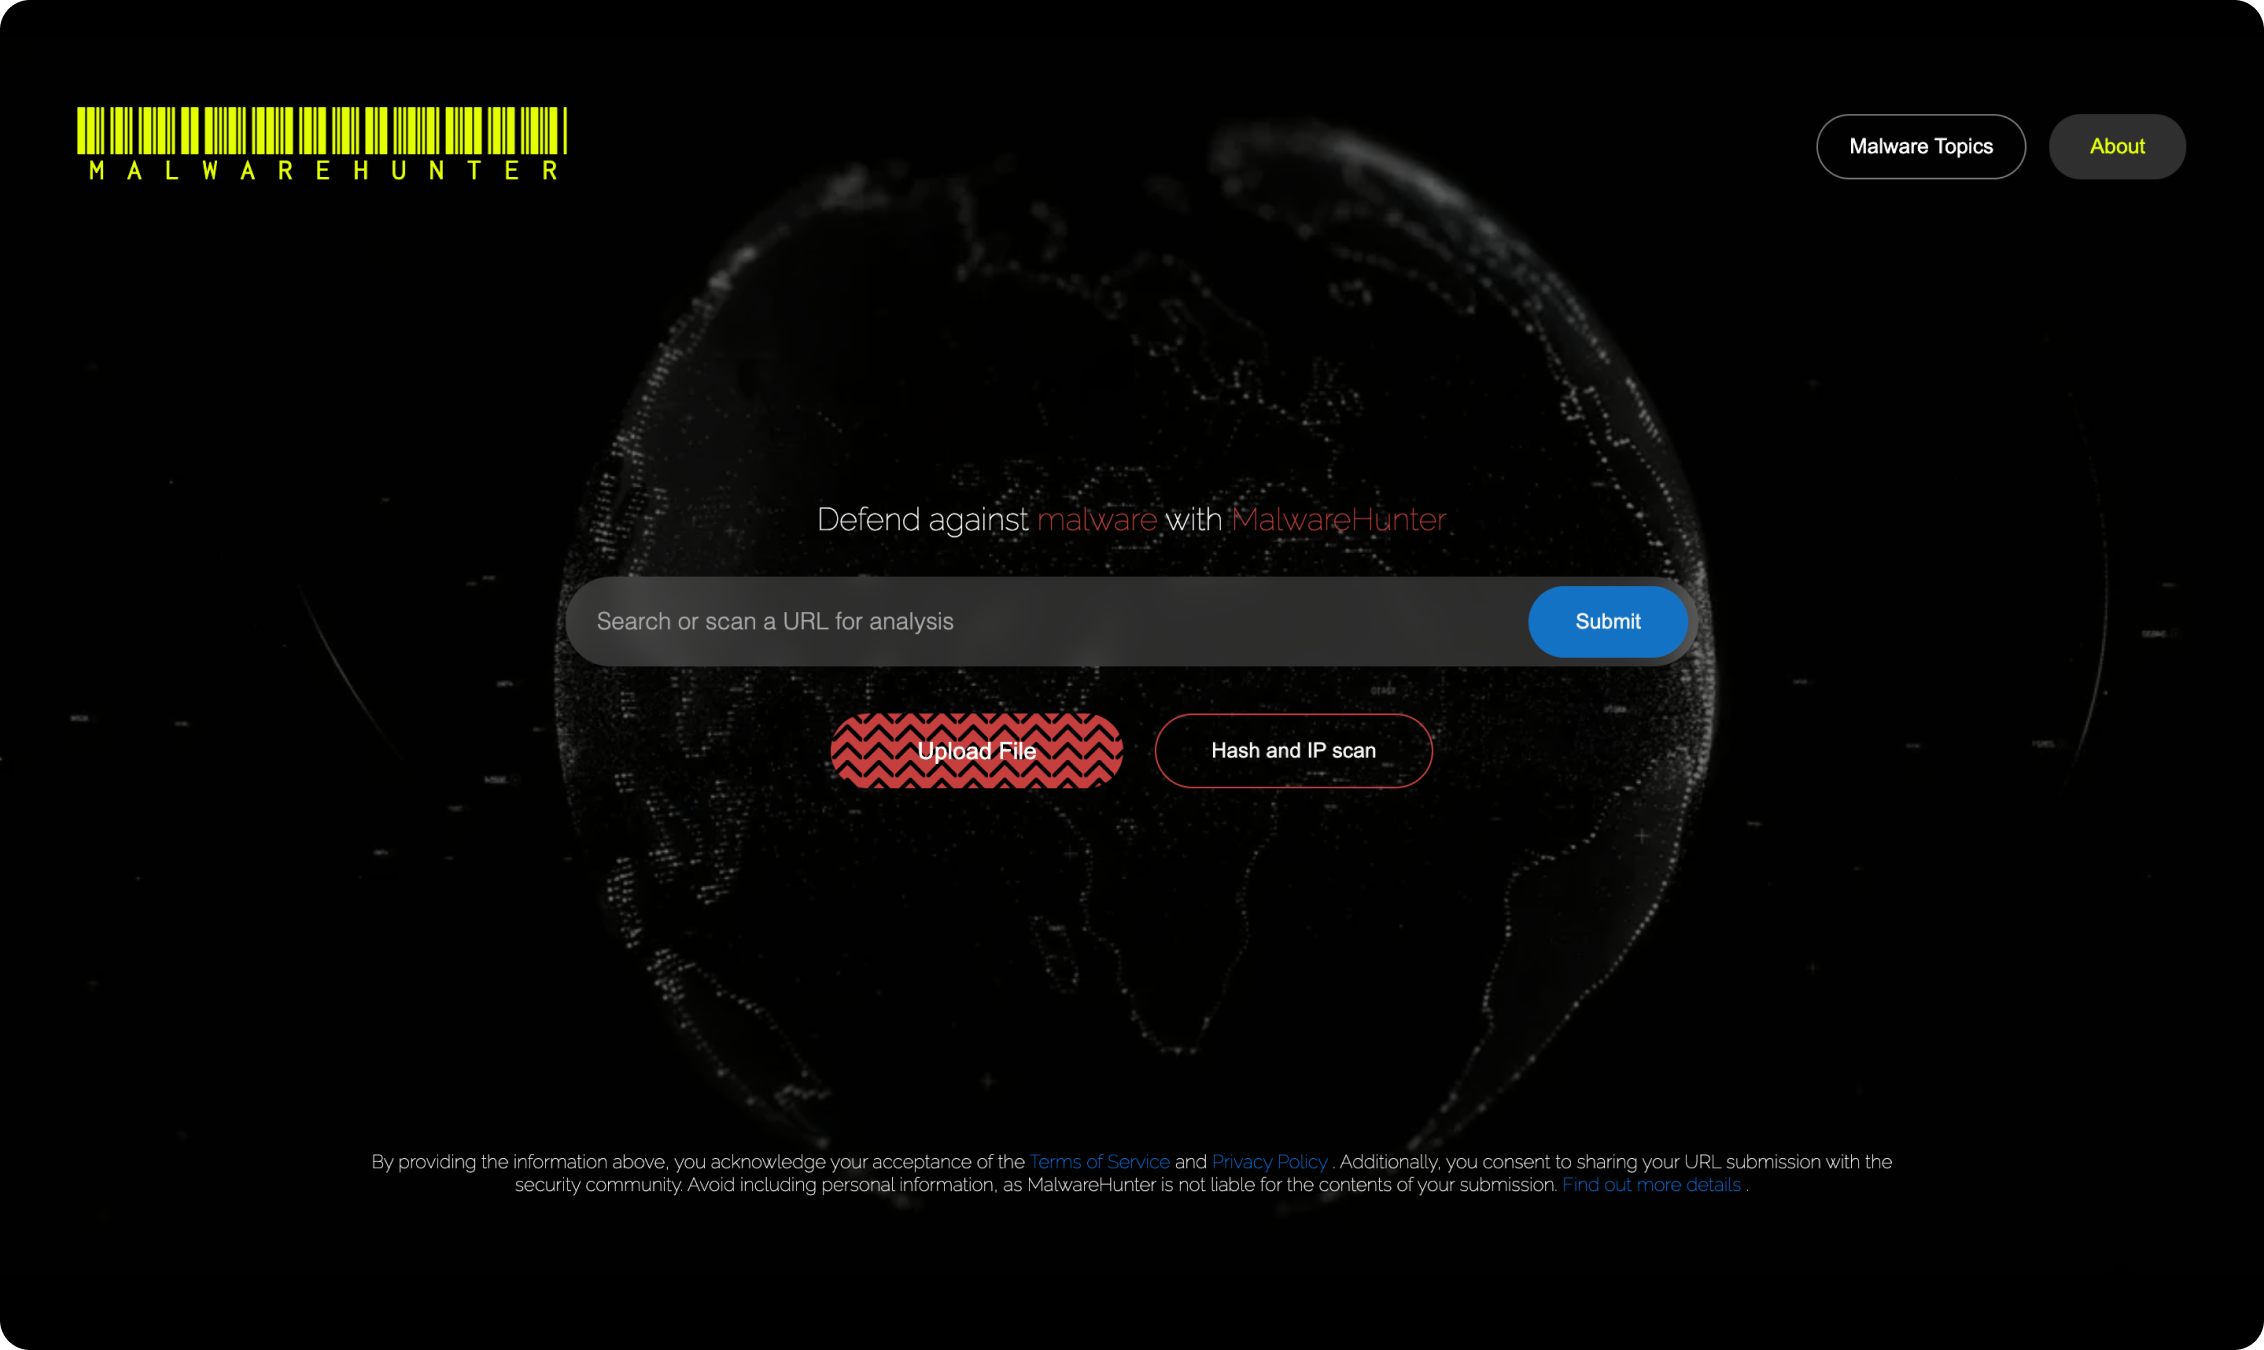 MALWAREHUNTER
Malware Topics
About
Defend against malware with MalwareHunter
Search or scan a URL for analysis
Submit
Upload File
Hash and IP scan
By providing the information above, you acknowledge your acceptance of the Terms of Service and Privacy Policy . Additionally, you consent to sharing your URL submission with the
security community. Avoid including personal information, as MalwareHunter is not liable for the contents of your submission. Find out more details .